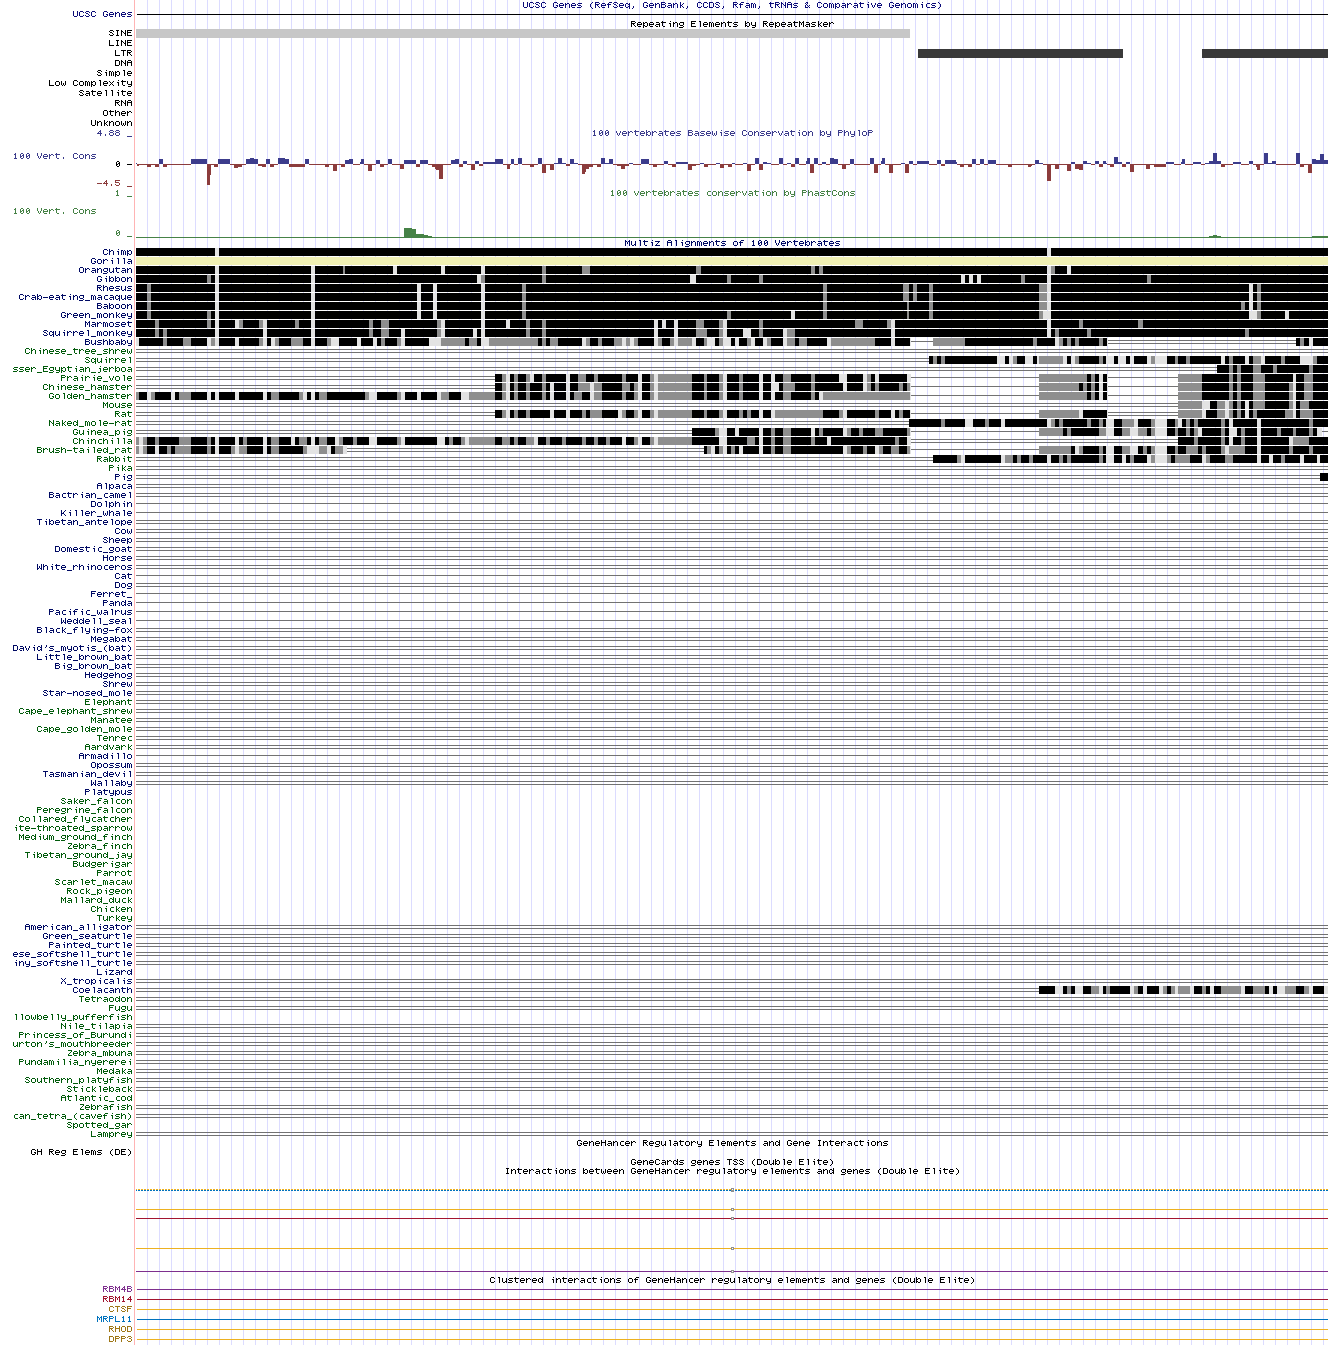 UCSC Genes (RefSeq, GenBank, CCDS, Rfam, tRNAs & Comparative Genomics)
UCSC Genes
Repeating Elements by RepeatMasker
SINE
LINE
LTR
DNA
Simple
Low Complexity
Satellite
RNA
Other
Unknown
4.88 _
100 vertebrates Basewise Conservation by PhyloP
100 Vert. Cons
0 -
-4.5 _
1 _
100 vertebrates conservation by PhastCons
100 Vert. Cons
0 _
Multiz Alignments of 100 Vertebrates
Chimp
Gorilla
Orangutan
Gibbon
Rhesus
Crab-eating_macaque
Baboon
Green_monkey
Marmoset
Squirrel_monkey
Bushbaby
Chinese_tree_shrew
Squirrel
sser_Egyptian_jerboa
Prairie_vole
Chinese_hamster
Golden_hamster
Mouse
Rat
Naked_mole-rat
Guinea_pig
Chinchilla
Brush-tailed_rat
Rabbit
Pika
Pig
Alpaca
Bactrian_camel
Dolphin
Killer_whale
Tibetan_antelope
Cow
Sheep
Domestic_goat
Horse
White_rhinoceros
Cat
Dog
Ferret_
Panda
Pacific_walrus
Weddell_seal
Black_flying-fox
Megabat
David's_myotis_(bat)
Little_brown_bat
Big_brown_bat
Hedgehog
Shrew
Star-nosed_mole
Elephant
Cape_elephant_shrew
Manatee
Cape_golden_mole
Tenrec
Aardvark
Armadillo
Opossum
Tasmanian_devil
Wallaby
Platypus
Saker_falcon
Peregrine_falcon
Collared_flycatcher
ite-throated_sparrow
Medium_ground_finch
Zebra_finch
Tibetan_ground_jay
Budgerigar
Parrot
Scarlet_macaw
Rock_pigeon
Mallard_duck
Chicken
Turkey
American_alligator
Green_seaturtle
Painted_turtle
ese_softshell_turtle
iny_softshell_turtle
Lizard
X_tropicalis
Coelacanth
Tetraodon
Fugu
llowbelly_pufferfish
Nile_tilapia
Princess_of_Burundi
urton's_mouthbreeder
Zebra_mbuna
Pundamilia_nyererei
Medaka
Southern_platyfish
Stickleback
Atlantic_cod
Zebrafish
can_tetra_(cavefish)
Spotted_gar
Lamprey
GeneHancer Regulatory Elements and Gene Interactions
GH Reg Elems (DE)
GeneCards genes TSS (Double Elite)
Interactions between GeneHancer regulatory elements and genes (Double Elite)
Clustered interactions of GeneHancer regulatory elements and genes (Double Elite)
RBM4B
RBM14
CTSF
MRPL11
RHOD
DPP3